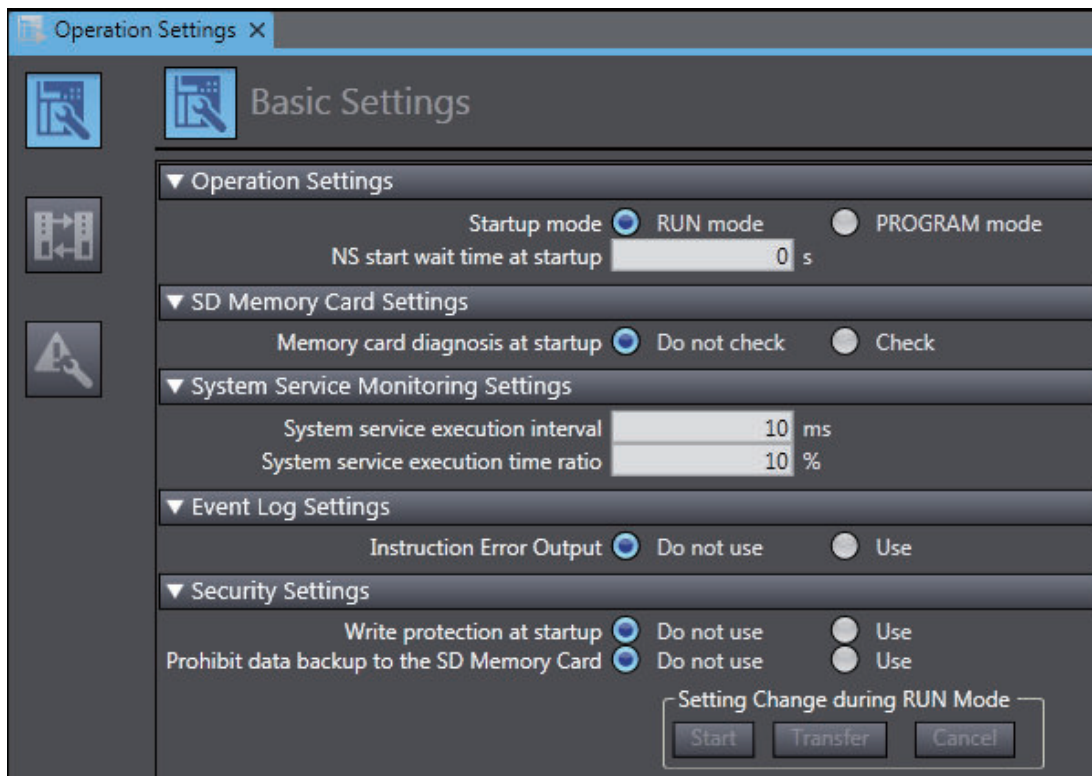 Operation Settings
Basic Settings
Operation Settings
Startup mode RUN mode PROGRAM mode
NS start wait time at startup 0 s
SD Memory Card Settings
Memory card diagnosis at startup Do not check Check
System Service Monitoring Settings
System service execution interval 10 ms
System service execution time ratio 10 %
Event Log Settings
Instruction Error Output Do not use Use
Security Settings
Write protection at startup Do not use Use
Prohibit data backup to the SD Memory Card Do not use Use
Setting Change during RUN Mode
Start Transfer Cancel